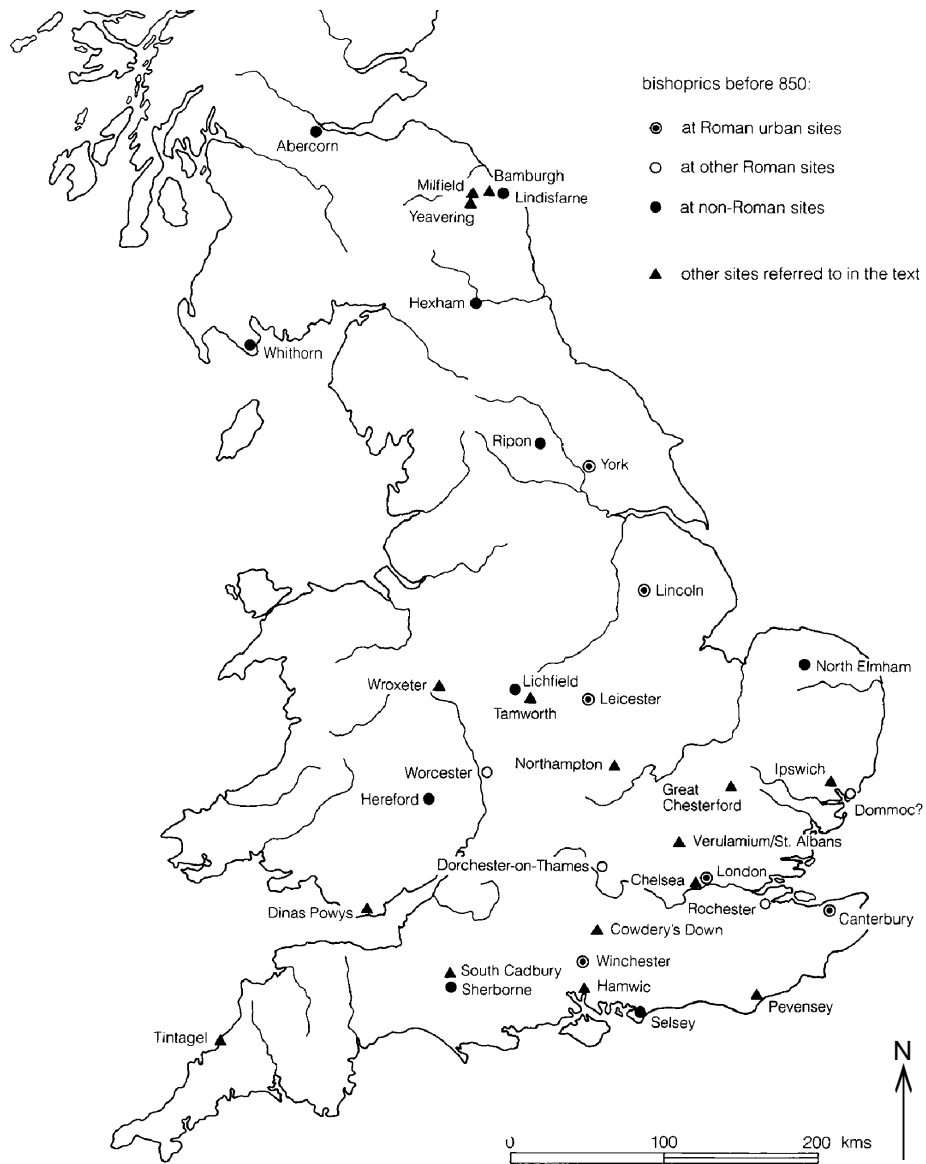 bishoprics before 850:
at Roman urban sites
at other Roman sites
at non-Roman sites
other sites referred to in the text
Abercorn
Bamburgh
Milfield
Lindisfarne
Yeavering
Hexham
Whithorn
Ripon
York
Lincoln
North Elmham
Lichfield
Wroxeter
Tamworth
Leicester
Northampton
Ipswich
Worcester
Great
Chesterford
Hereford
Dommoc?
Verulamium/St. Albans
Dorchester-on-Thames
London
Chelsea
Rochester
Dinas Powys
Canterbury
Cowdery's Down
Winchester
South Cadbury
Sherborne
Hamwic
Pevensey
Selsey
Tintagel
N
0 100 200 kms